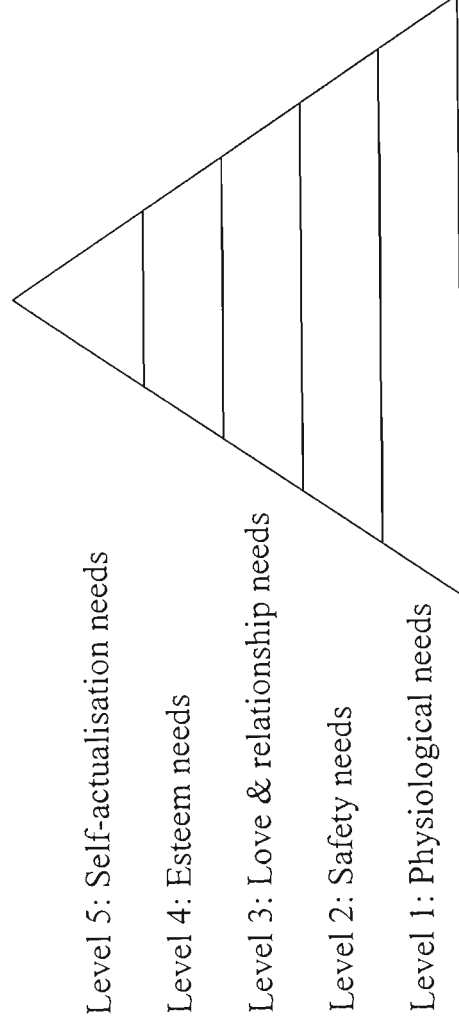 Level 5: Self-actualisation needs
Level 4: Esteem needs
Level 3: Love & relationship needs
Level 2: Safety needs
Level 1: Physiological needs